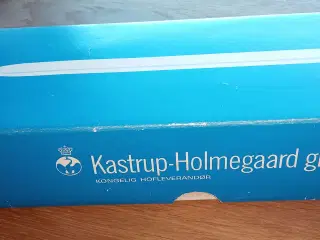 Kastrup-Holmegaard g
KONGELIG HOFLEVERANDØR